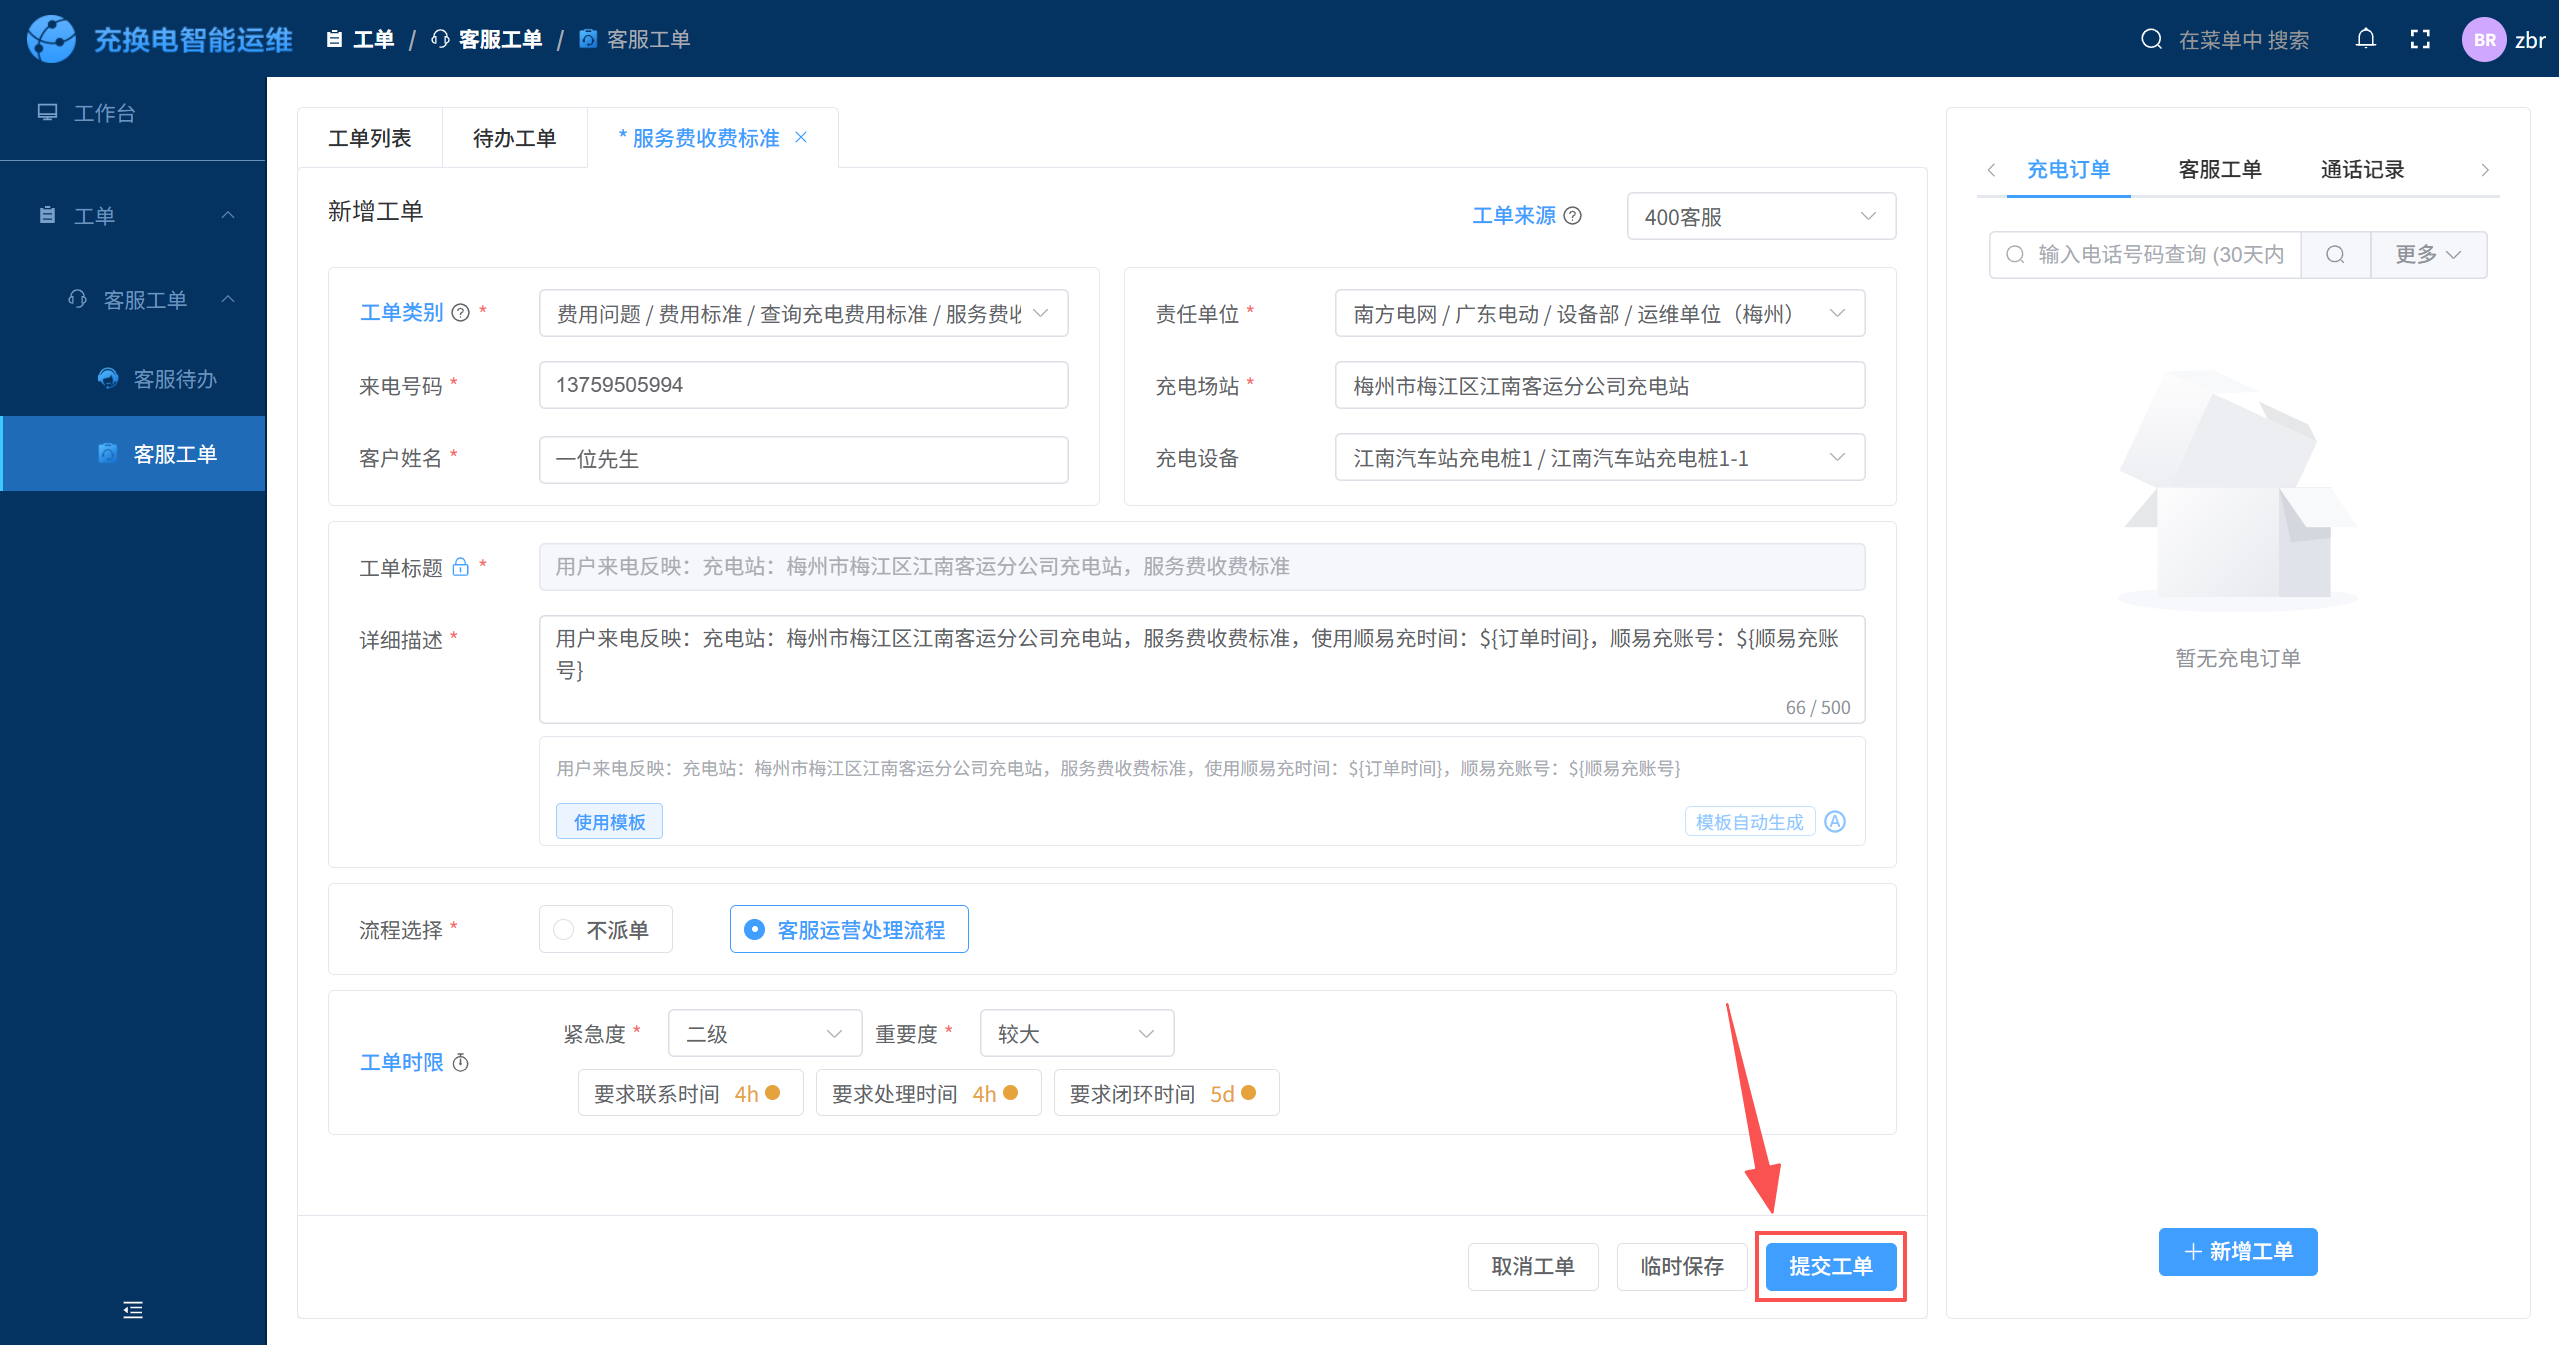 充换电智能运维
工单 / 客服工单 / 客服工单
在菜单中 搜索
BR
zbr
工作台
工单
客服工单
客服待办
客服工单
工单列表
待办工单
* 服务费收费标准
新增工单
工单来源
400客服
工单类别 *
费用问题 / 费用标准 / 查询充电费用标准 / 服务费收
来电号码 *
13759505994
客户姓名 *
一位先生
责任单位 *
南方电网 / 广东电动 / 设备部 / 运维单位（梅州）
充电场站 *
梅州市梅江区江南客运分公司充电站
充电设备
江南汽车站充电桩1 / 江南汽车站充电桩1-1
工单标题 *
用户来电反映：充电站：梅州市梅江区江南客运分公司充电站，服务费收费标准
详细描述 *
用户来电反映：充电站：梅州市梅江区江南客运分公司充电站，服务费收费标准，使用顺易充时间：${订单时间}，顺易充账号：${顺易充账
号}
66 / 500
用户来电反映：充电站：梅州市梅江区江南客运分公司充电站，服务费收费标准，使用顺易充时间：${订单时间}，顺易充账号：${顺易充账号}
使用模板
模板自动生成
A
流程选择 *
不派单
客服运营处理流程
工单时限
紧急度 *
二级
重要度 *
较大
要求联系时间 4h
要求处理时间 4h
要求闭环时间 5d
取消工单
临时保存
提交工单
充电订单
客服工单
通话记录
输入电话号码查询 (30天内
更多
暂无充电订单
新增工单